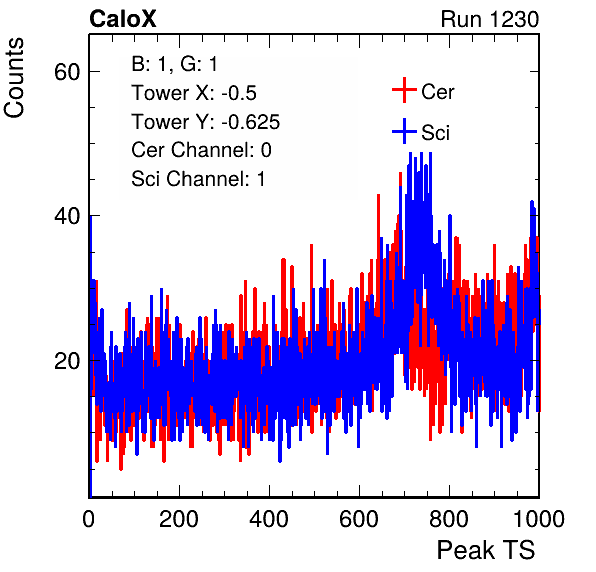 CaloX
Run 1230
Counts
B: 1, G: 1
Tower X: -0.5
Tower Y: -0.625
Cer Channel: 0
Sci Channel: 1
Cer
Sci
60
40
20
0 200 400 600 800 1000
Peak TS